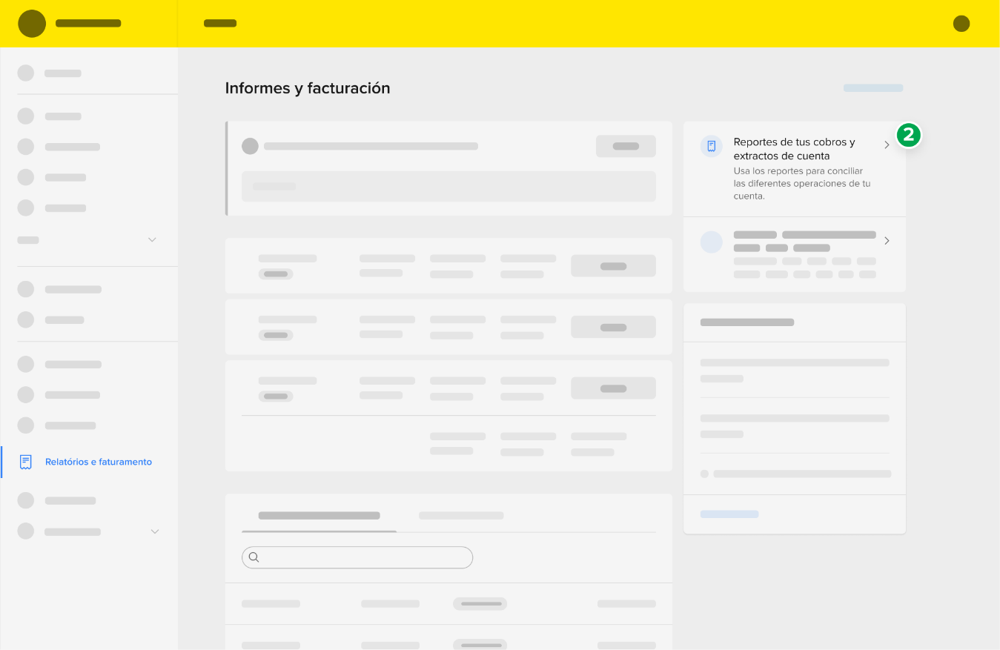 Informes y facturación
2
Reportes de tus cobros y
extractos de cuenta
Usa los reportes para conciliar
las diferentes operaciones de tu
cuenta.
Relatórios e faturamento